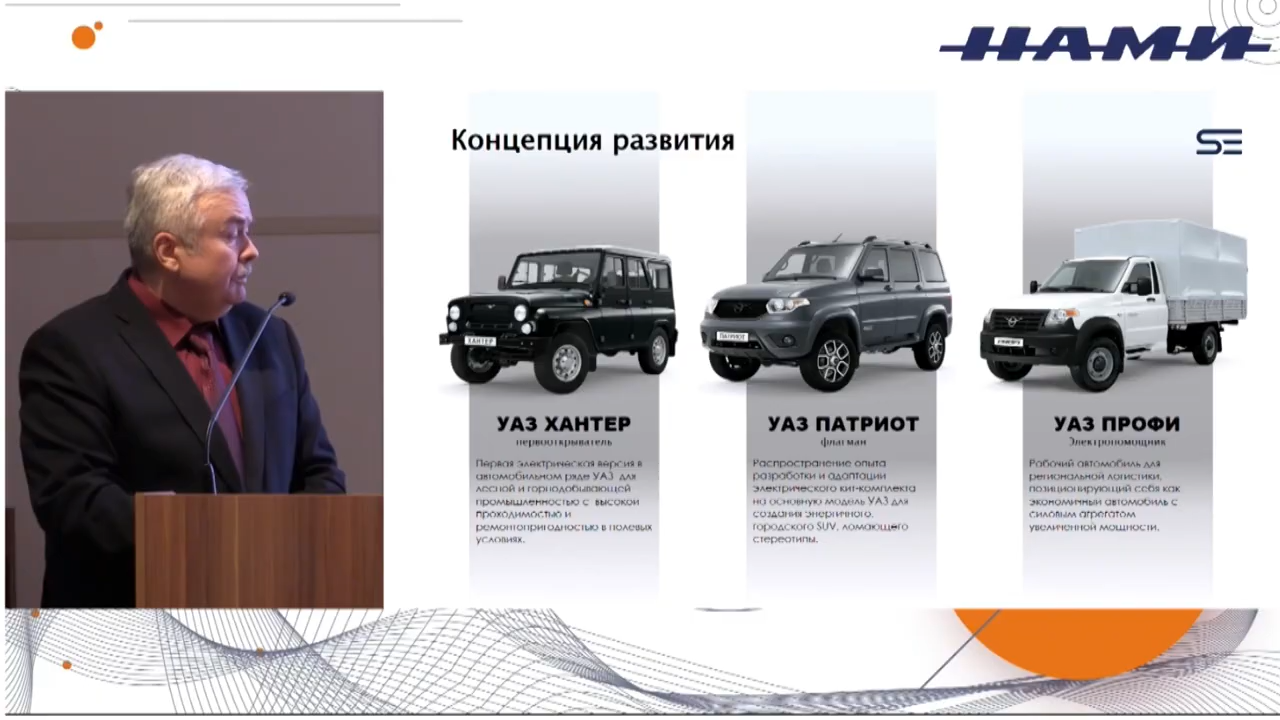 НАМИ
Концепция развития
SE
ХАНТЕР
ПАТРИОТ
УАЗ ХАНТЕР
первооткрыватель
Первая электрическая версия в
автомобильном ряде УАЗ для
лесной и горнодобывающей
промышленностью с высокой
проходимостью и
ремонтопригодностью в полевых
условиях.
УАЗ ПАТРИОТ
флагман
Распространение опыта
разработки и адаптации
электрического кит-комплекта
на основную модель УАЗ для
создания энергичного,
городского SUV, ломающего
стереотипы.
УАЗ ПРОФИ
Электропомощник
Рабочий автомобиль для
региональной логистики,
позиционирующий себя как
экономичный автомобиль с
силовым агрегатом
увеличенной мощности.